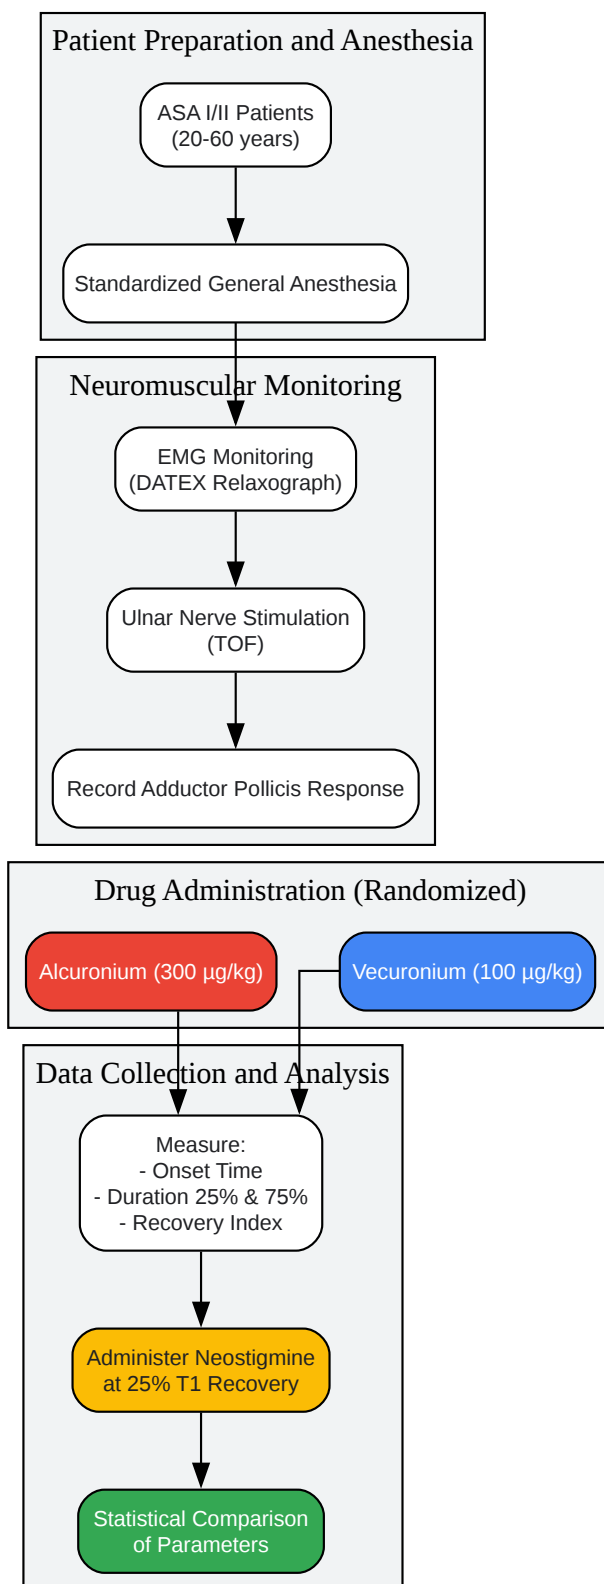 Patient Preparation and Anesthesia
ASA I/II Patients
(20-60 years)
Standardized General Anesthesia
Neuromuscular Monitoring
EMG Monitoring
(DATEX Relaxograph)
Ulnar Nerve Stimulation
(TOF)
Record Adductor Pollicis Response
Drug Administration (Randomized)
Alcuronium (300 µg/kg)
Vecuronium (100 µg/kg)
Data Collection and Analysis
Measure:
- Onset Time
- Duration 25% & 75%
- Recovery Index
Administer Neostigmine
at 25% T1 Recovery
Statistical Comparison
of Parameters